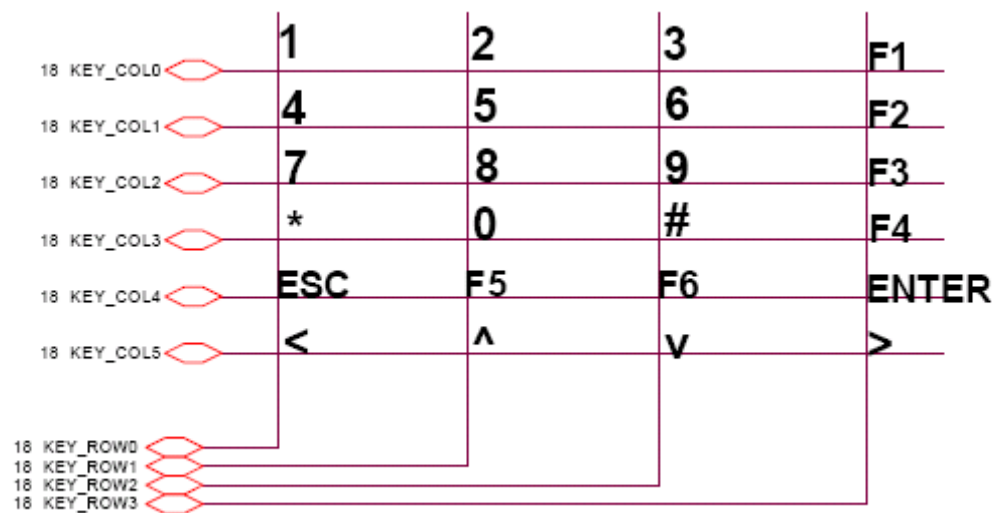 1 2 3
18 KEY_COL0 F1
4 5 6
18 KEY_COL1 F2
7 8 9
18 KEY_COL2 F3
* 0 #
18 KEY_COL3 F4
ESC F5 F6 ENTER
18 KEY_COL4
< ^ v >
18 KEY_COL5
18 KEY_ROW0
18 KEY_ROW1
18 KEY_ROW2
18 KEY_ROW3